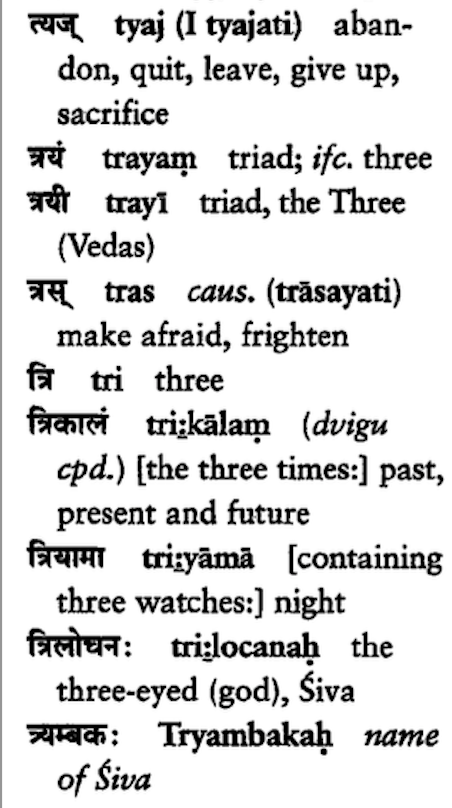 त्यज् tyaj (I tyajati) aban-
don, quit, leave, give up,
sacrifice
त्रयं trayaṃ triad; ifc. three
त्रयी trayī triad, the Three
(Vedas)
त्रस् tras caus. (trāsayati)
make afraid, frighten
त्रि tri three
त्रिकालं tri:kālaṃ (dvigu
cpd.) [the three times:] past,
present and future
त्रियामा tri:yāmā [containing
three watches:] night
त्रिलोचनः tri:locanaḥ the
three-eyed (god), Śiva
त्र्यम्बकः Tryambakaḥ name
of Śiva